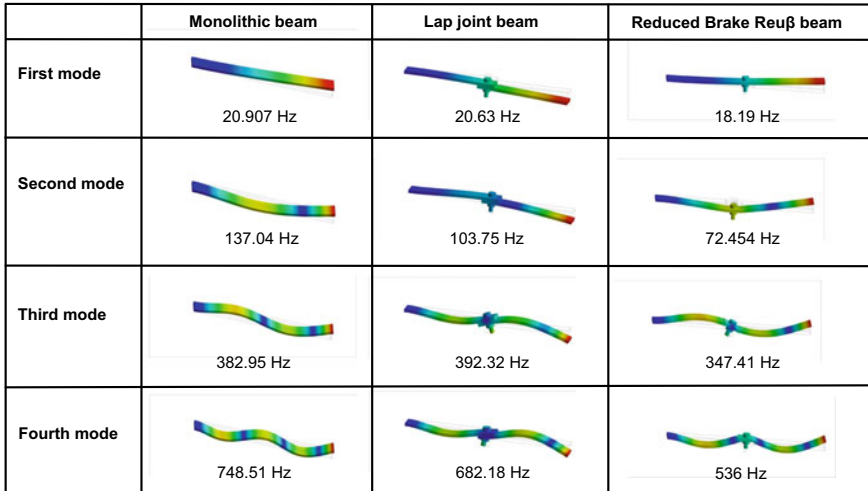 Monolithic beam Lap joint beam Reduced Brake Reuβ beam
First mode
20.907 Hz 20.63 Hz 18.19 Hz
Second mode
137.04 Hz 103.75 Hz 72.454 Hz
Third mode
382.95 Hz 392.32 Hz 347.41 Hz
Fourth mode
748.51 Hz 682.18 Hz 536 Hz